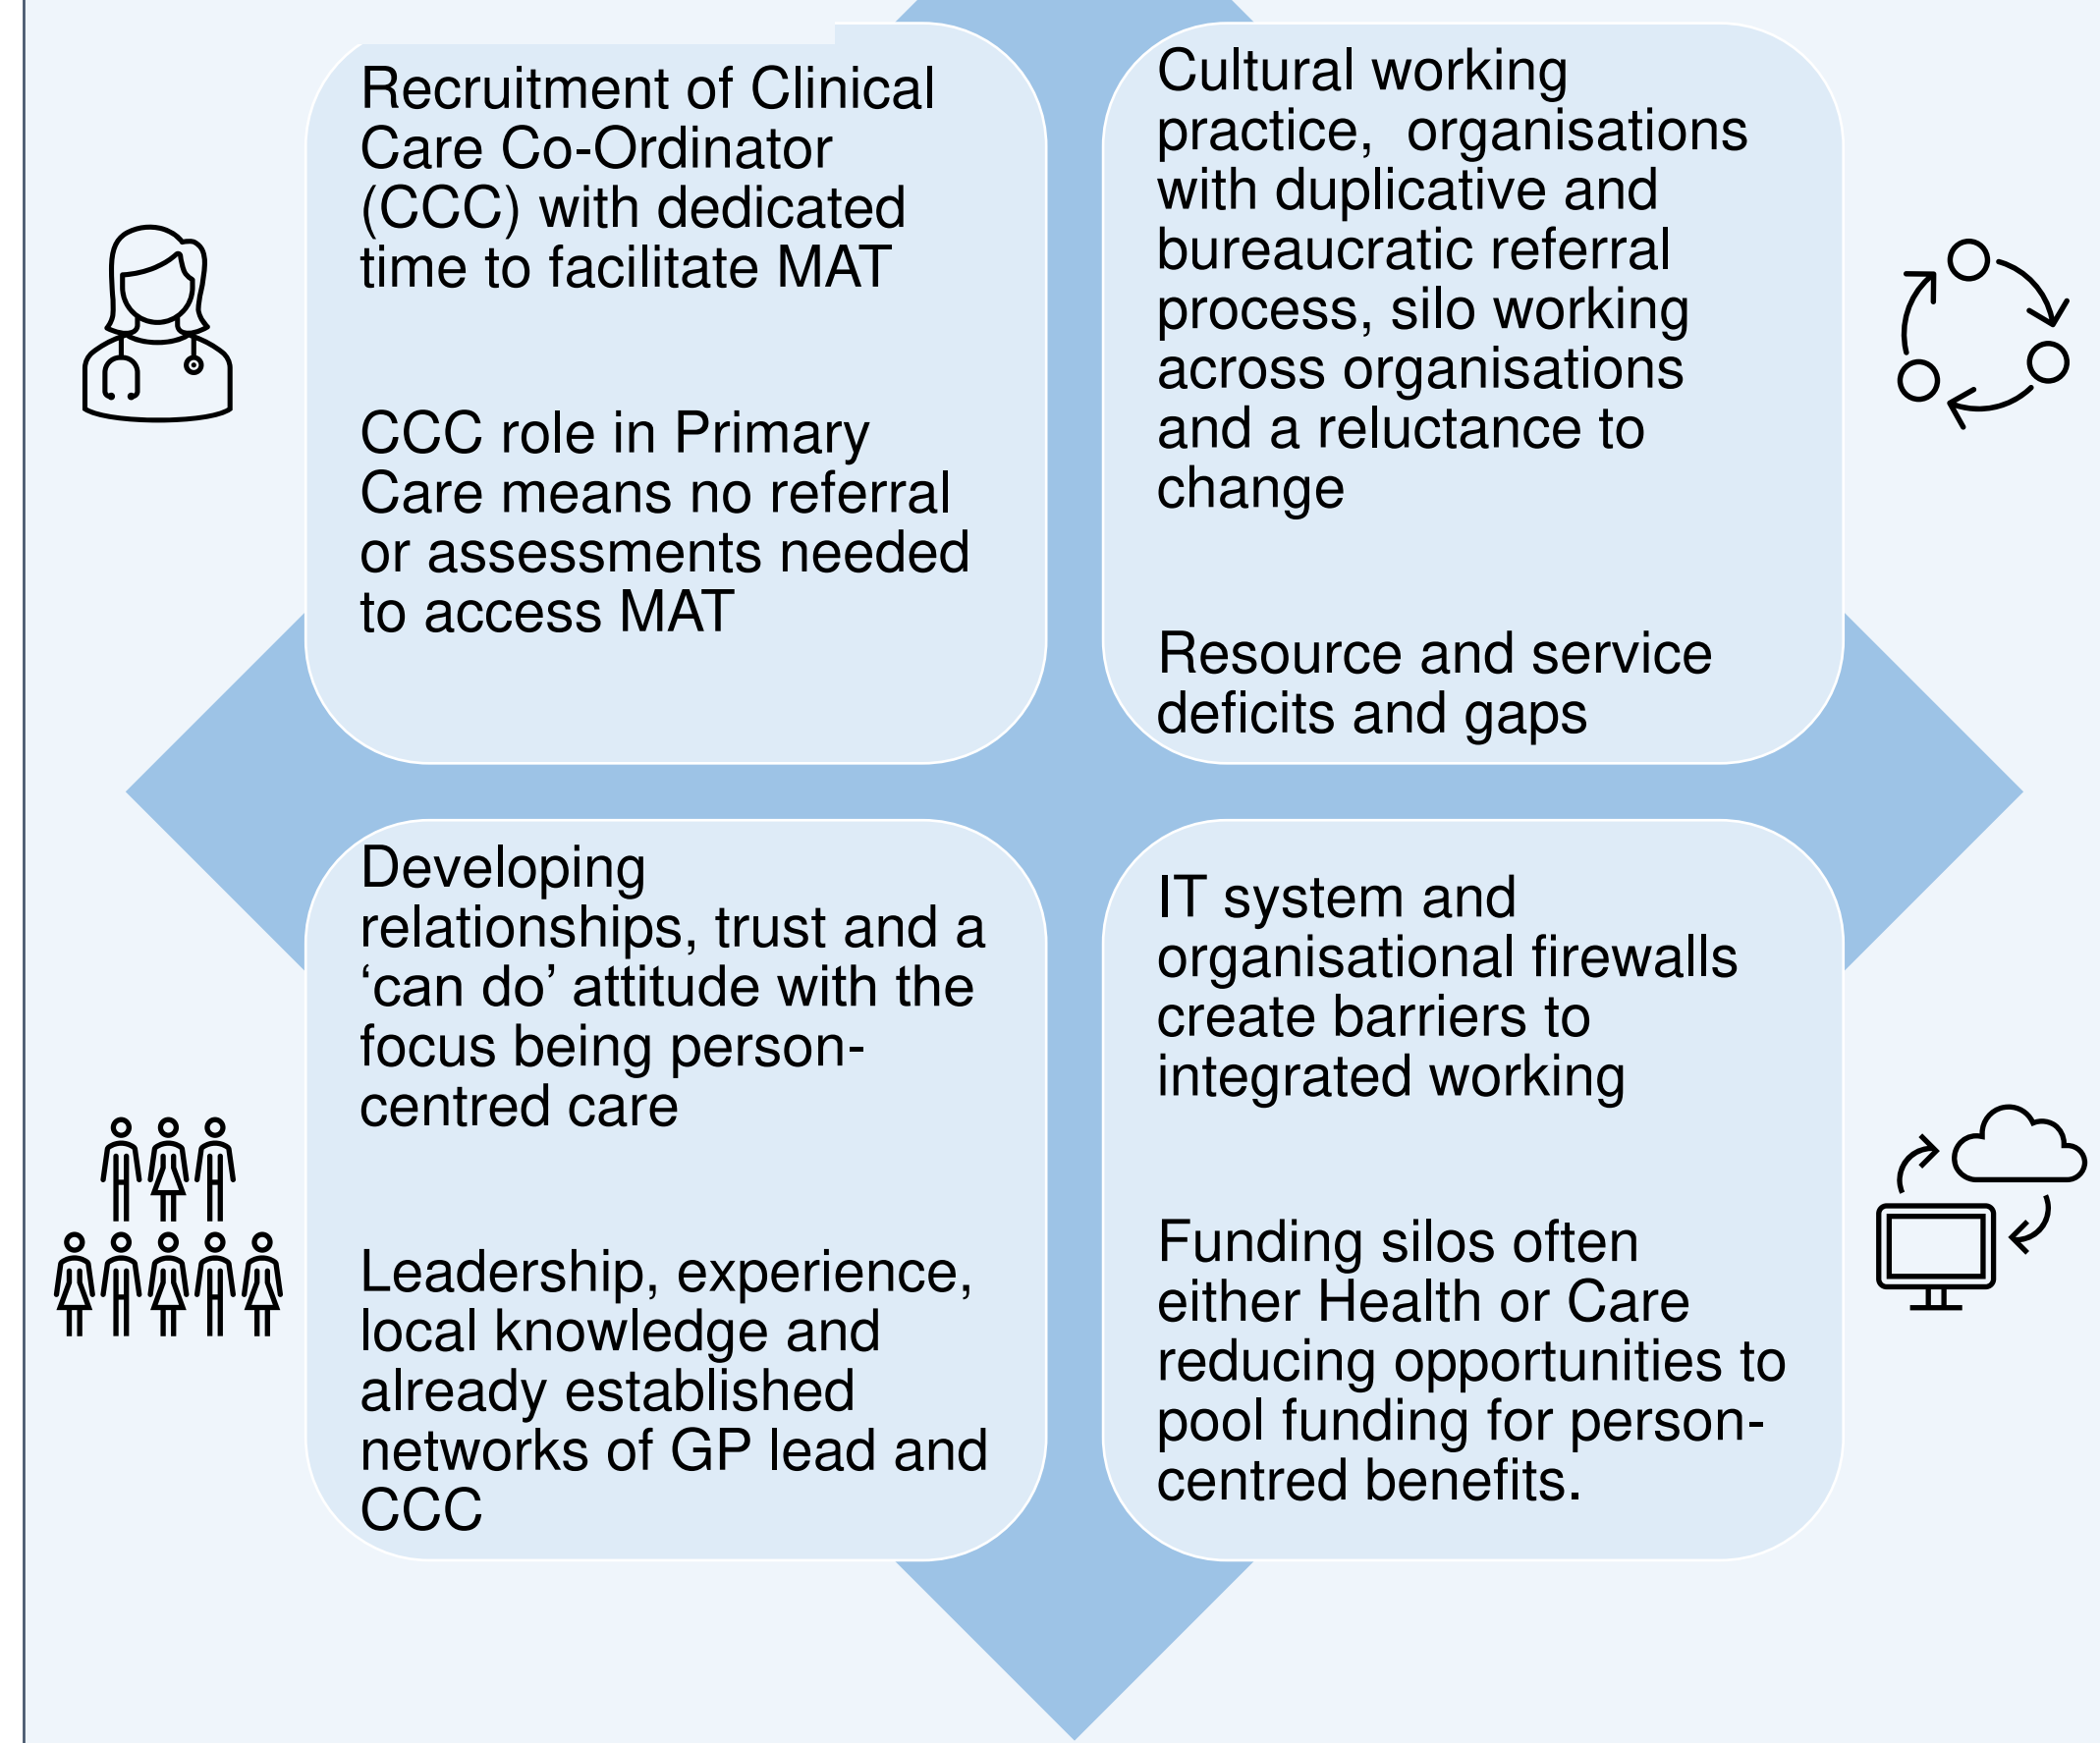 Recruitment of Clinical
Care Co-Ordinator
(CCC) with dedicated
time to facilitate MAT
CCC role in Primary
Care means no referral
or assessments needed
to access MAT
Cultural working
practice,  organisations
with duplicative and
bureaucratic referral
process, silo working
across organisations
and a reluctance to
change
Resource and service
deficits and gaps
Developing
relationships, trust and a
‘can do’ attitude with the
focus being person-
centred care
Leadership, experience,
local knowledge and
already established
networks of GP lead and
CCC
IT system and
organisational firewalls
create barriers to
integrated working
Funding silos often
either Health or Care
reducing opportunities to
pool funding for person-
centred benefits.